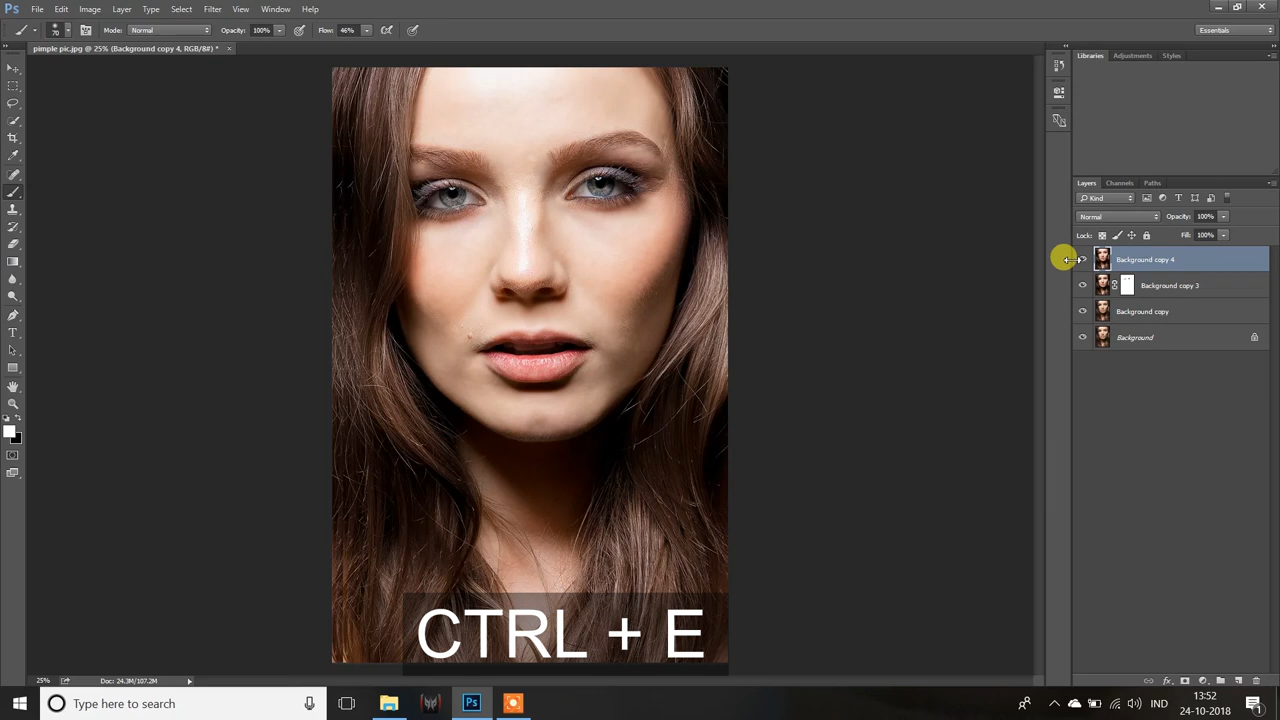 Ps File Edit Image Layer Type Select Filter View Window Help
70 Mode: Normal Opacity: 100% Flow: 46% Essentials
pimple pic.jpg @ 25% (Background copy 4, RGB/8#) * ×
Libraries Adjustments Styles
Layers Channels Paths
Kind
Normal Opacity: 100%
Lock: Fill: 100%
Background copy 4
Background copy 3
Background copy
Background
CTRL + E
25% Doc: 24.3M/107.2M
Type here to search
Ps
IND
13:52
24-10-2018
1